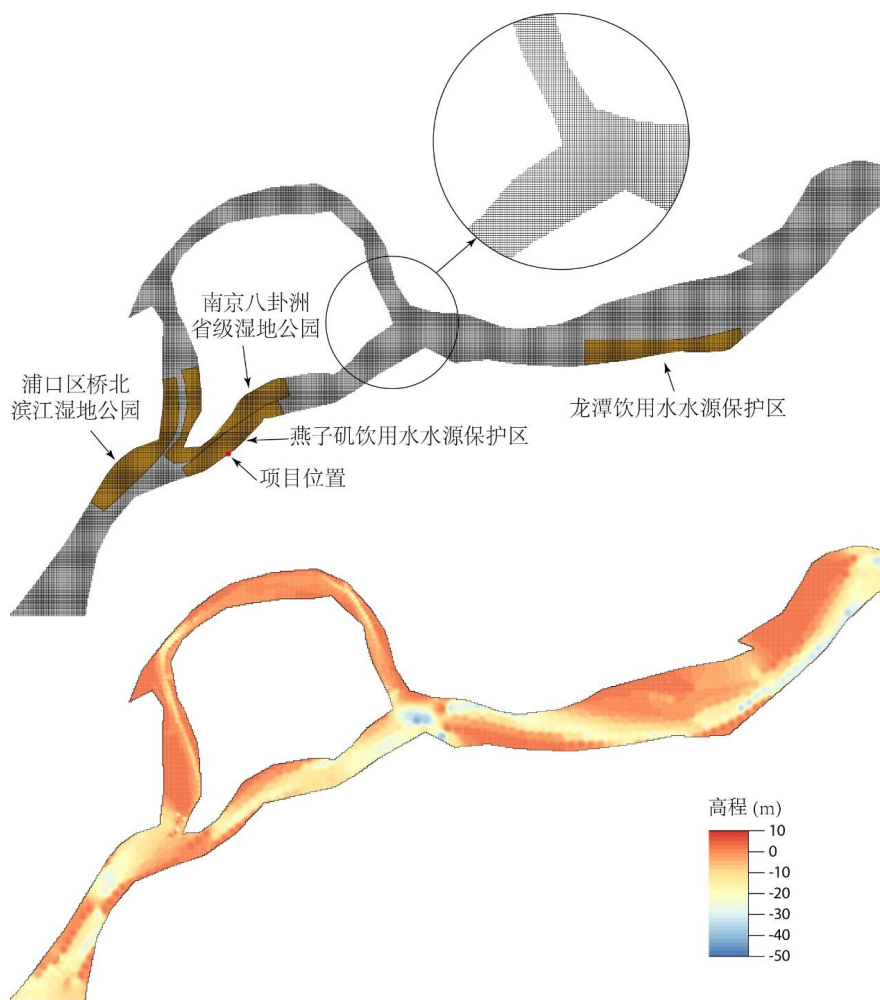 南京八卦洲
省级湿地公园
浦口区桥北
滨江湿地公园
龙潭饮用水水源保护区
燕子矶饮用水水源保护区
项目位置
高程 (m)
10
0
-10
-20
-30
-40
-50